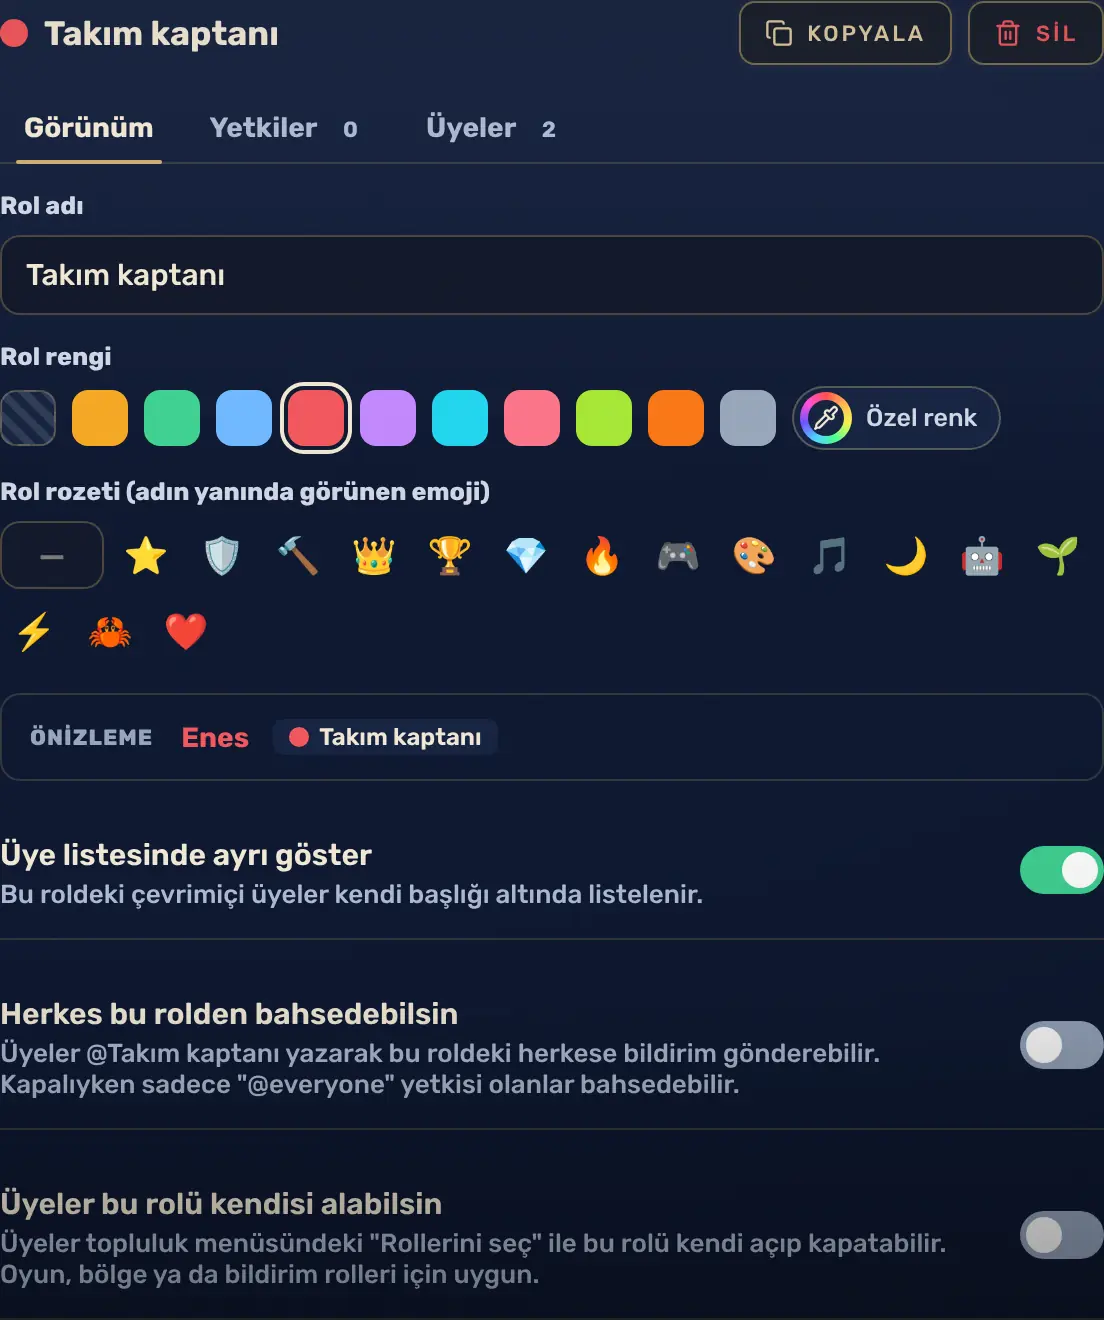 Takım kaptanı
KOPYALA
SİL
Görünüm
Yetkiler 0
Üyeler 2
Rol adı
Takım kaptanı
Rol rengi
Özel renk
Rol rozeti (adın yanında görünen emoji)
—
ÖNİZLEME Enes Takım kaptanı
Üye listesinde ayrı göster
Bu roldeki çevrimiçi üyeler kendi başlığı altında listelenir.
Herkes bu rolden bahsedebilsin
Üyeler @Takım kaptanı yazarak bu roldeki herkese bildirim gönderebilir.
Kapalıyken sadece "@everyone" yetkisi olanlar bahsedebilir.
Üyeler bu rolü kendisi alabilsin
Üyeler topluluk menüsündeki "Rollerini seç" ile bu rolü kendi açıp kapatabilir.
Oyun, bölge ya da bildirim rolleri için uygun.